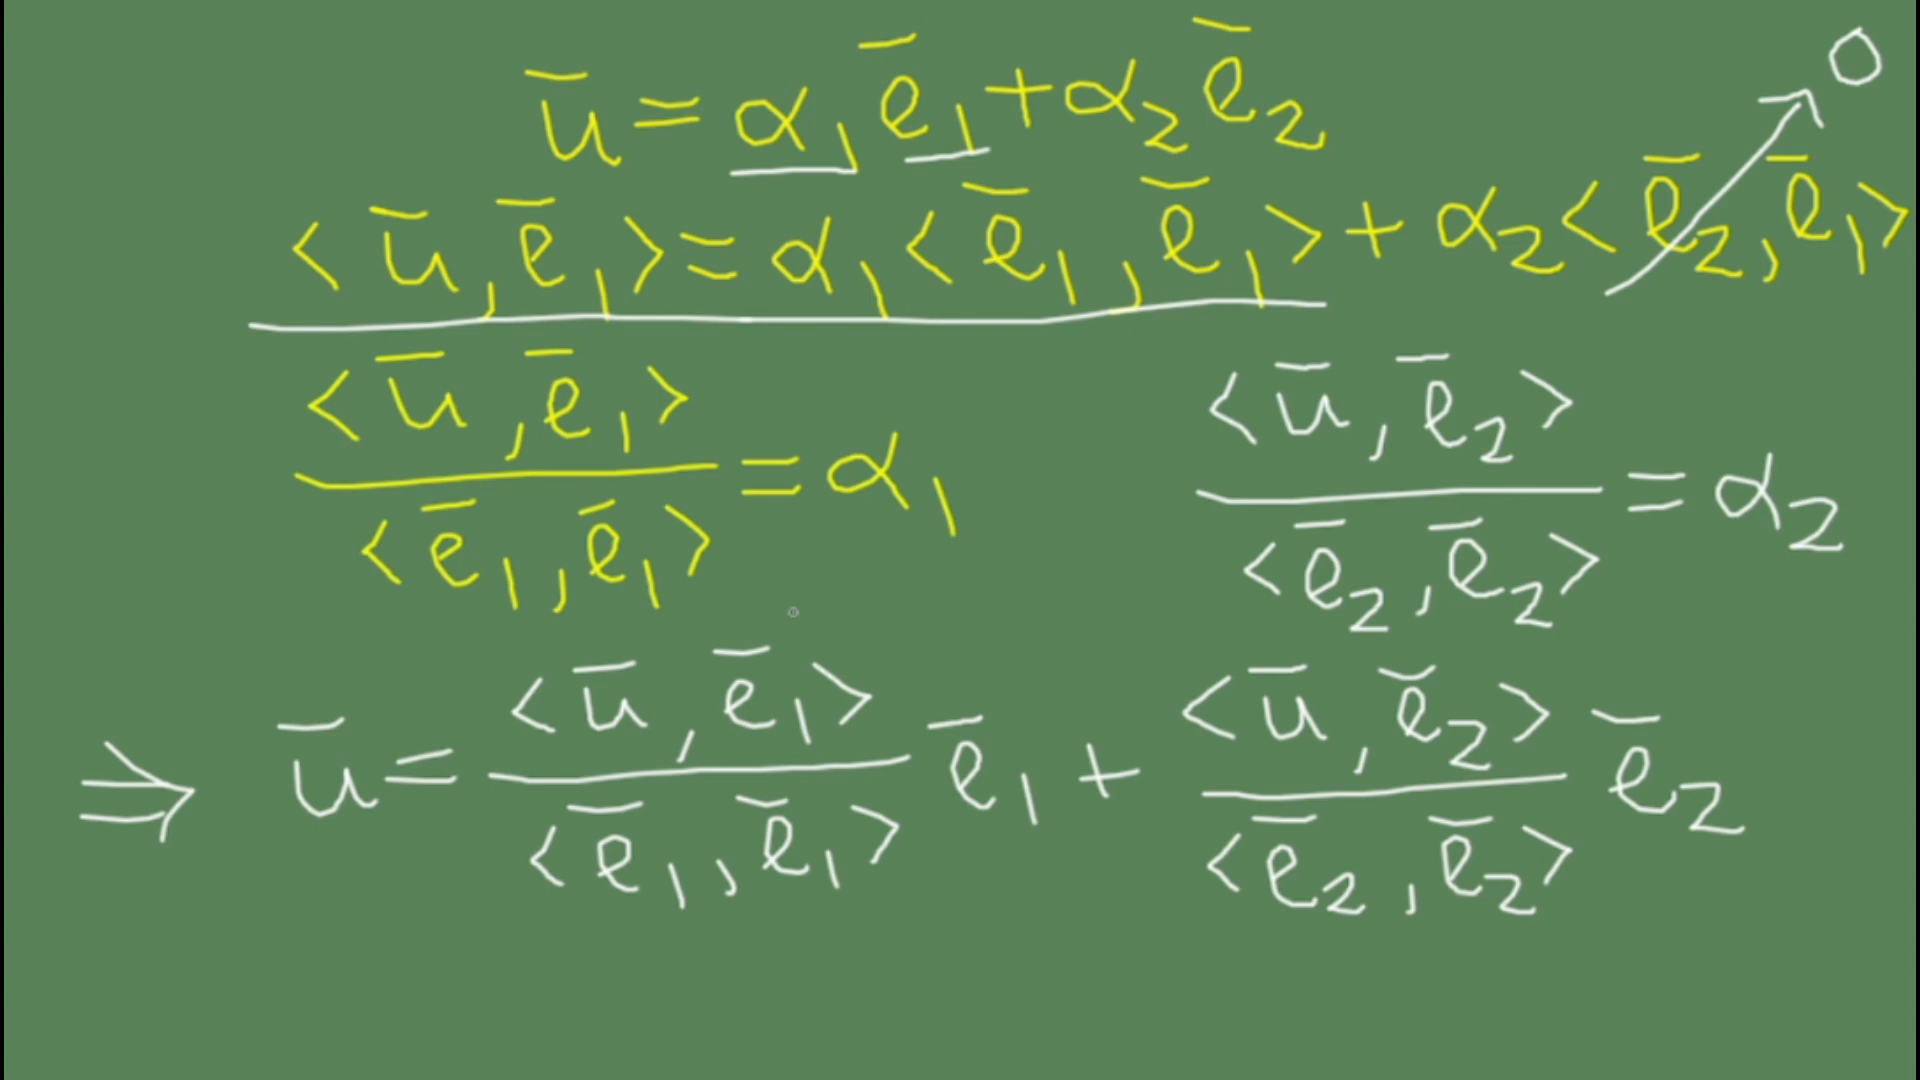 ū = α₁ē₁ + α₂ē₂
<ū, ē₁> = α₁<ē₁, ē₁> + α₂<ē₂, ē₁> 0
<ū, ē₁> / <ē₁, ē₁> = α₁
<ū, ē₂> / <ē₂, ē₂> = α₂
⇒ ū = <ū, ē₁> / <ē₁, ē₁> ē₁ + <ū, ē₂> / <ē₂, ē₂> ē₂